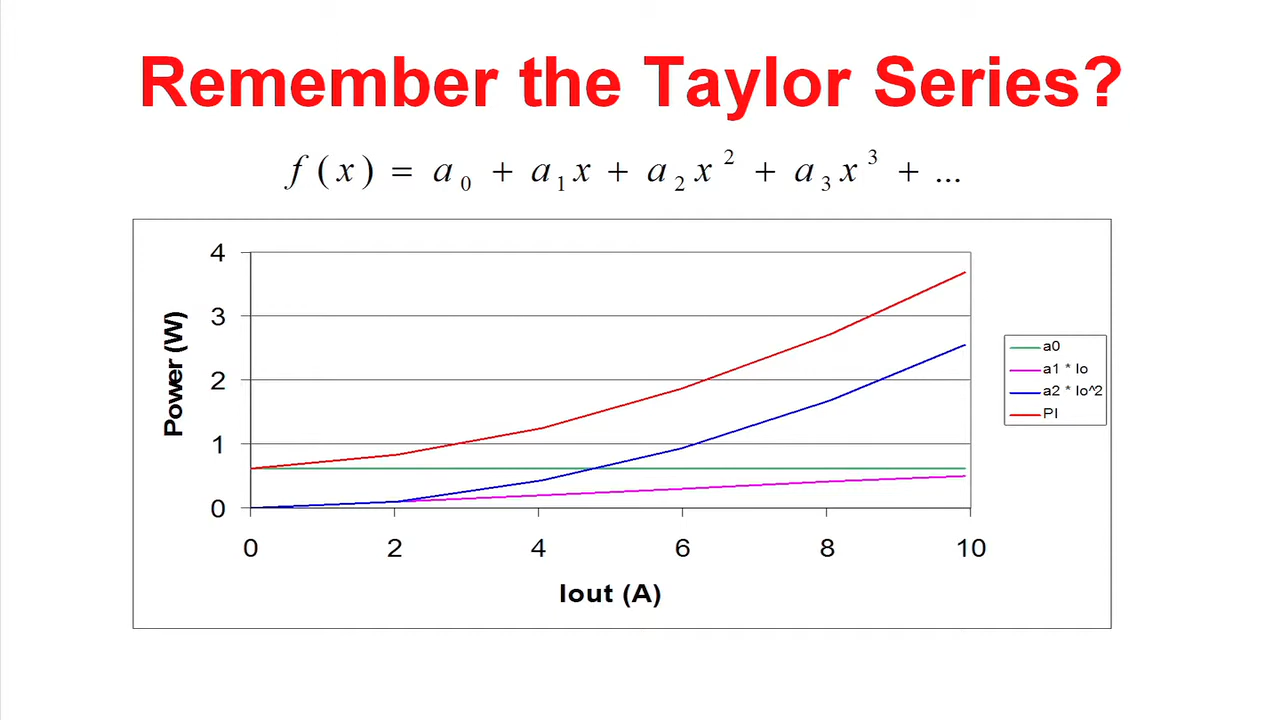 Remember the Taylor Series?
f(x) = a₀ + a₁x + a₂x² + a₃x³ + ...
4
3
2
1
0
Power (W)
0 2 4 6 8 10
Iout (A)
a0
a1 * Io
a2 * Io^2
Pl